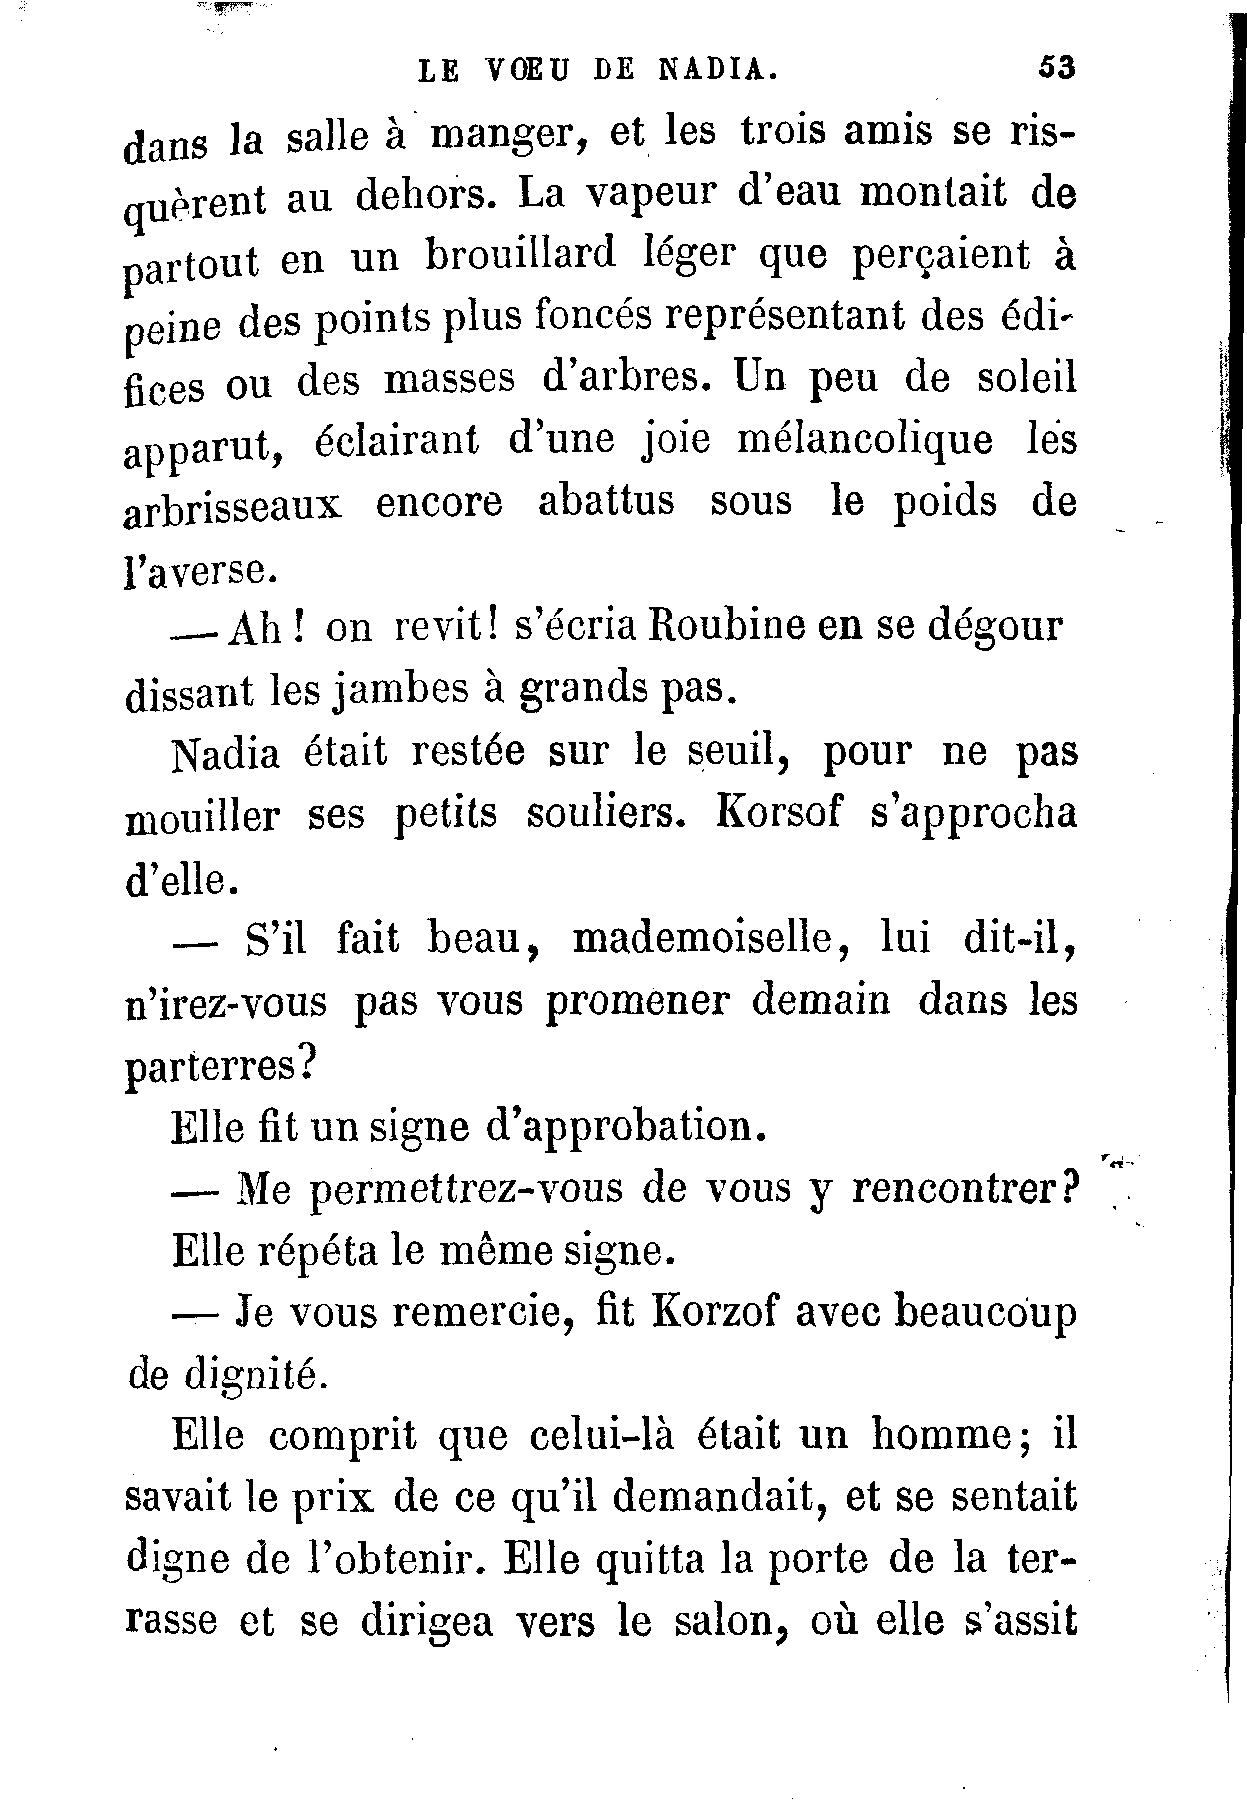 LE VŒU DE NADIA. 53
dans la salle à manger, et les trois amis se ris-
quèrent au dehors. La vapeur d'eau montait de
partout en un brouillard léger que perçaient à
peine des points plus foncés représentant des édi-
fices ou des masses d'arbres. Un peu de soleil
apparut, éclairant d'une joie mélancolique les
arbrisseaux encore abattus sous le poids de
l'averse.
— Ah ! on revit! s'écria Roubine en se dégour
dissant les jambes à grands pas.
Nadia était restée sur le seuil, pour ne pas
mouiller ses petits souliers. Korsof s'approcha
d'elle.
— S'il fait beau, mademoiselle, lui dit-il,
n'irez-vous pas vous promener demain dans les
parterres?
Elle fit un signe d'approbation.
— Me permettrez-vous de vous y rencontrer?
Elle répéta le même signe.
— Je vous remercie, fit Korzof avec beaucoup
de dignité.
Elle comprit que celui-là était un homme; il
savait le prix de ce qu'il demandait, et se sentait
digne de l'obtenir. Elle quitta la porte de la ter-
rasse et se dirigea vers le salon, où elle s'assit